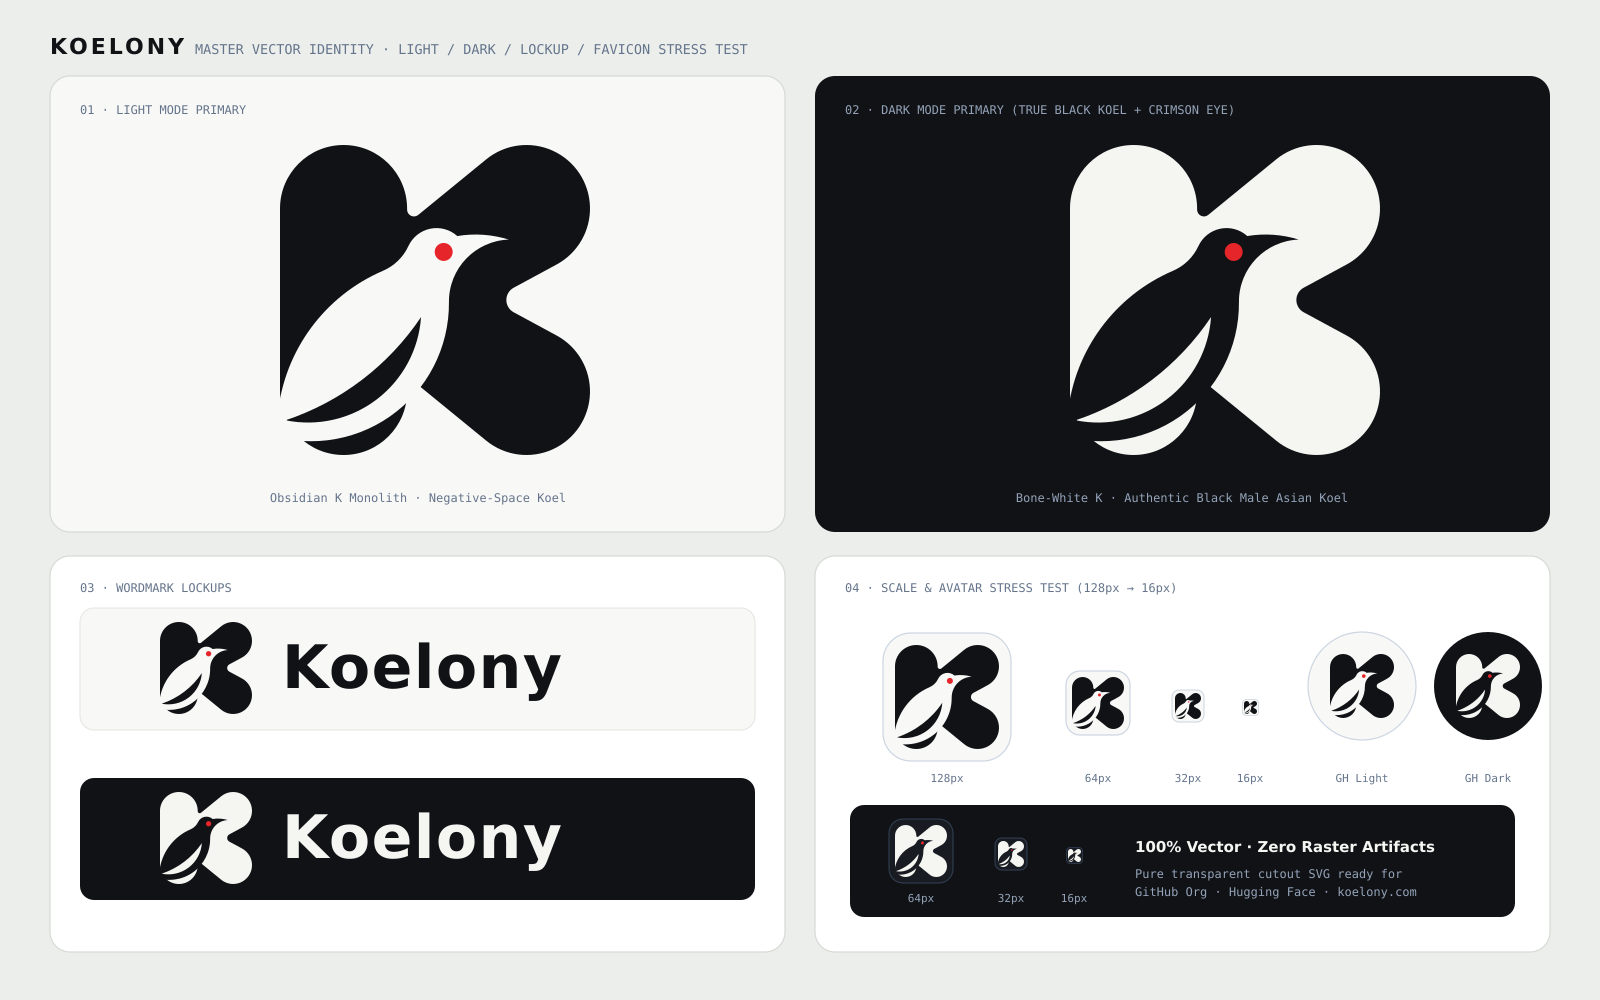 KOELONY MASTER VECTOR IDENTITY · LIGHT / DARK / LOCKUP / FAVICON STRESS TEST
01 · LIGHT MODE PRIMARY
Obsidian K Monolith · Negative-Space Koel
02 · DARK MODE PRIMARY (TRUE BLACK KOEL + CRIMSON EYE)
Bone-White K · Authentic Black Male Asian Koel
03 · WORDMARK LOCKUPS
Koelony
Koelony
04 · SCALE & AVATAR STRESS TEST (128px → 16px)
128px 64px 32px 16px GH Light GH Dark
64px 32px 16px
100% Vector · Zero Raster Artifacts
Pure transparent cutout SVG ready for
GitHub Org · Hugging Face · koelony.com